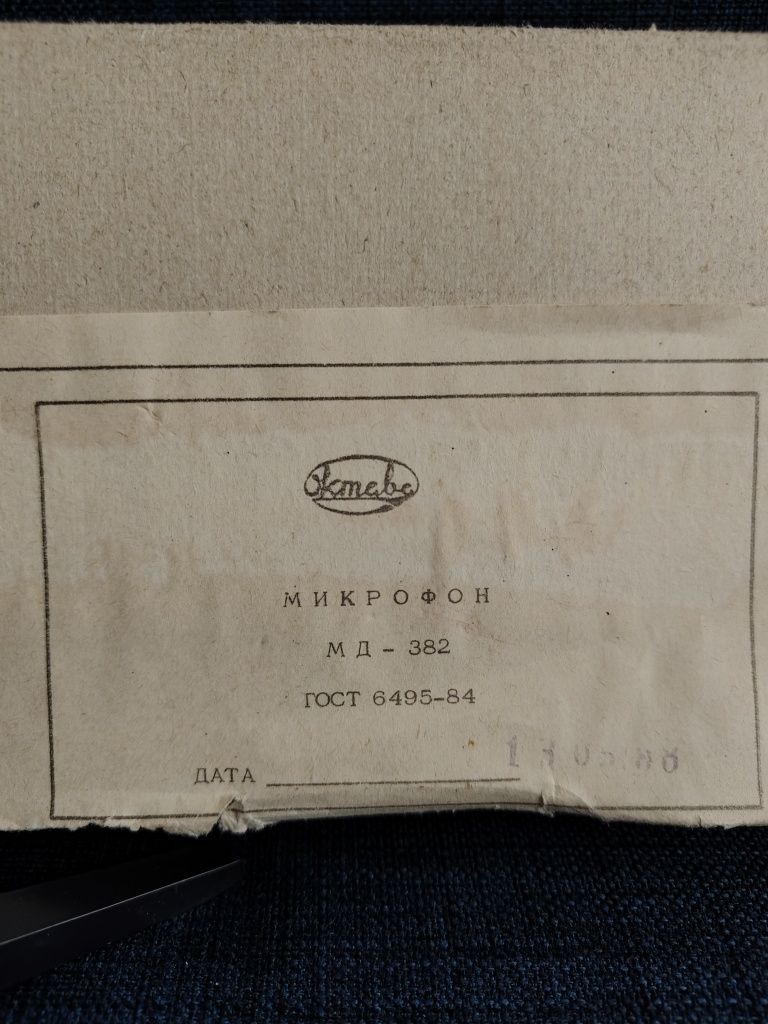 Октава
МИКРОФОН
МД - 382
ГОСТ 6495-84
ДАТА